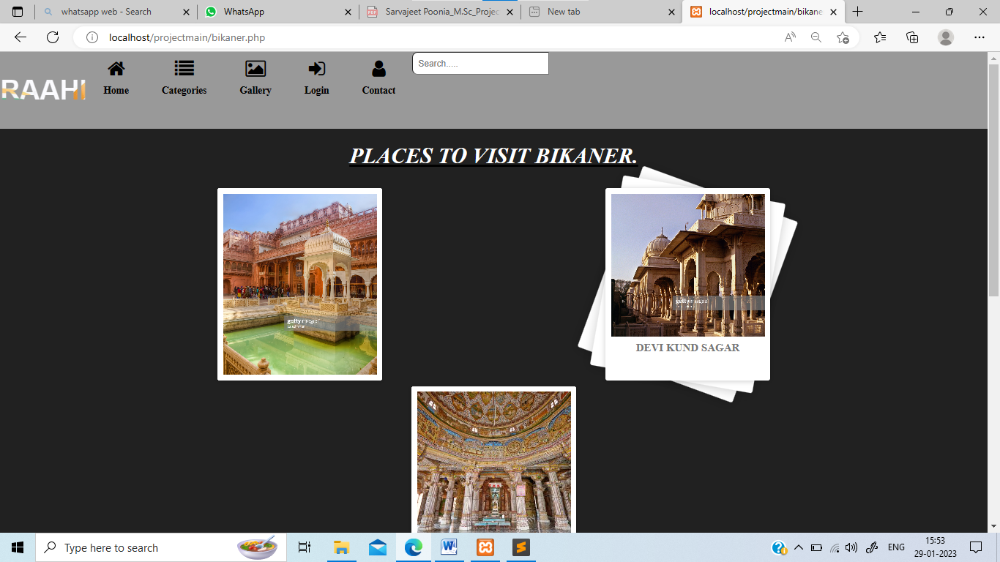 whatsapp web - Search
WhatsApp
Sarvajeet Poonia_M.Sc_Projec
New tab
localhost/projectmain/bikane
localhost/projectmain/bikaner.php
RAAHI
Home
Categories
Gallery
Login
Contact
Search.....
PLACES TO VISIT BIKANER.
gettyimages
gettyimages
DEVI KUND SAGAR
Type here to search
ENG
15:53
29-01-2023